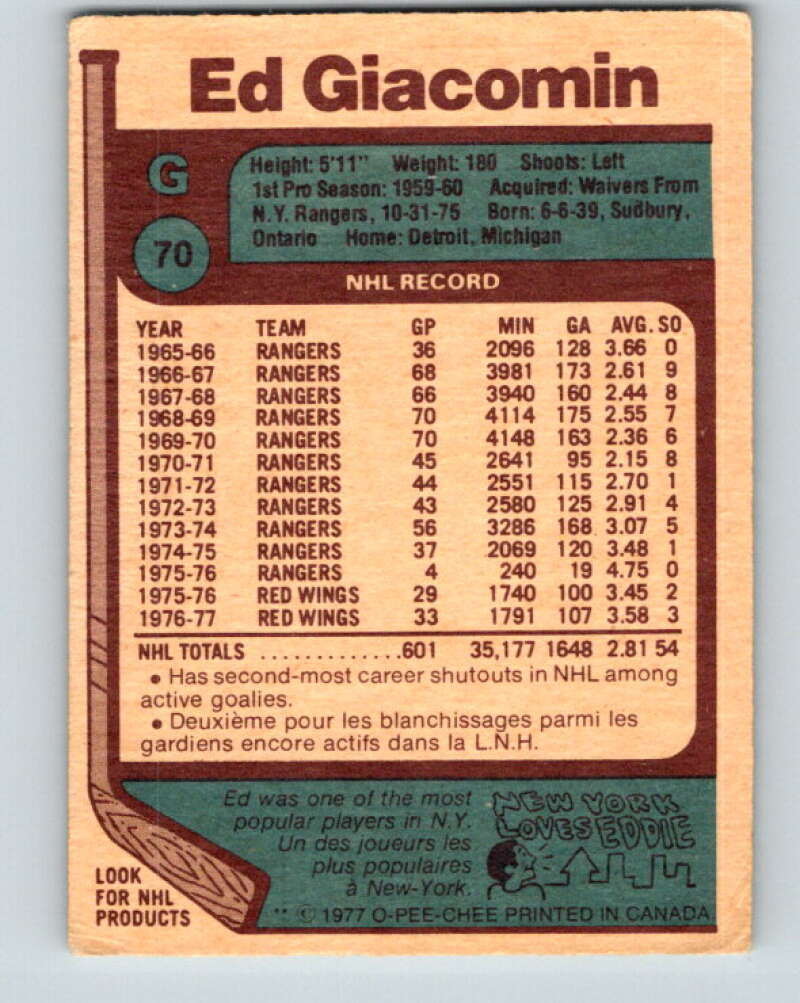 Ed Giacomin
G
70
Height: 5'11" Weight: 180 Shoots: Left
1st Pro Season: 1959-60 Acquired: Waivers From
N.Y. Rangers, 10-31-75 Born: 6-6-39, Sudbury,
Ontario Home: Detroit, Michigan
NHL RECORD
YEAR TEAM GP MIN GA AVG. SO
1965-66 RANGERS 36 2096 128 3.66 0
1966-67 RANGERS 68 3981 173 2.61 9
1967-68 RANGERS 66 3940 160 2.44 8
1968-69 RANGERS 70 4114 175 2.55 7
1969-70 RANGERS 70 4148 163 2.36 6
1970-71 RANGERS 45 2641 95 2.15 8
1971-72 RANGERS 44 2551 115 2.70 1
1972-73 RANGERS 43 2580 125 2.91 4
1973-74 RANGERS 56 3286 168 3.07 5
1974-75 RANGERS 37 2069 120 3.48 1
1975-76 RANGERS 4 240 19 4.75 0
1975-76 RED WINGS 29 1740 100 3.45 2
1976-77 RED WINGS 33 1791 107 3.58 3
NHL TOTALS .............601 35,177 1648 2.81 54
• Has second-most career shutouts in NHL among
active goalies.
• Deuxième pour les blanchissages parmi les
gardiens encore actifs dans la L.N.H.
Ed was one of the most
popular players in N.Y.
Un des joueurs les
plus populaires
à New-York.
NEW YORK
LOVES EDDIE
LOOK
FOR NHL
PRODUCTS
** © 1977 O-PEE-CHEE PRINTED IN CANADA